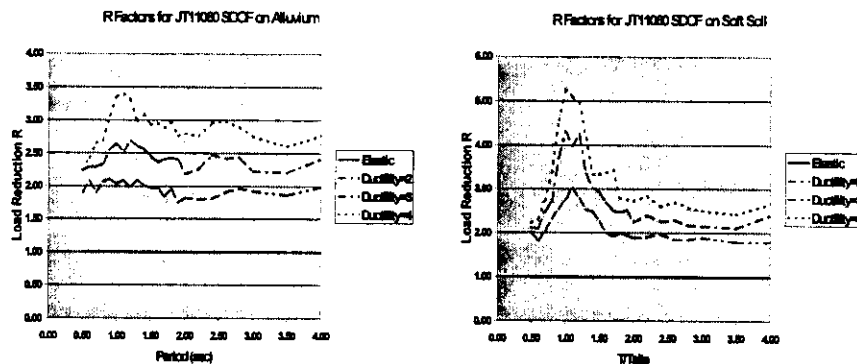 R Factors for JT11080 SDOF on Alluvium
4.00
3.50
3.00
2.50
2.00
1.50
1.00
0.50
0.00
Load Reduction R
0.00 0.50 1.00 1.50 2.00 2.50 3.00 3.50 4.00
Period (sec)
Elastic
Ductility=2
Ductility=3
Ductility=4
R Factors for JT11080 SDOF on Soft Soil
6.00
5.00
4.00
3.00
2.00
1.00
0.00
Load Reduction R
0.00 0.50 1.00 1.50 2.00 2.50 3.00 3.50 4.00
Elastic